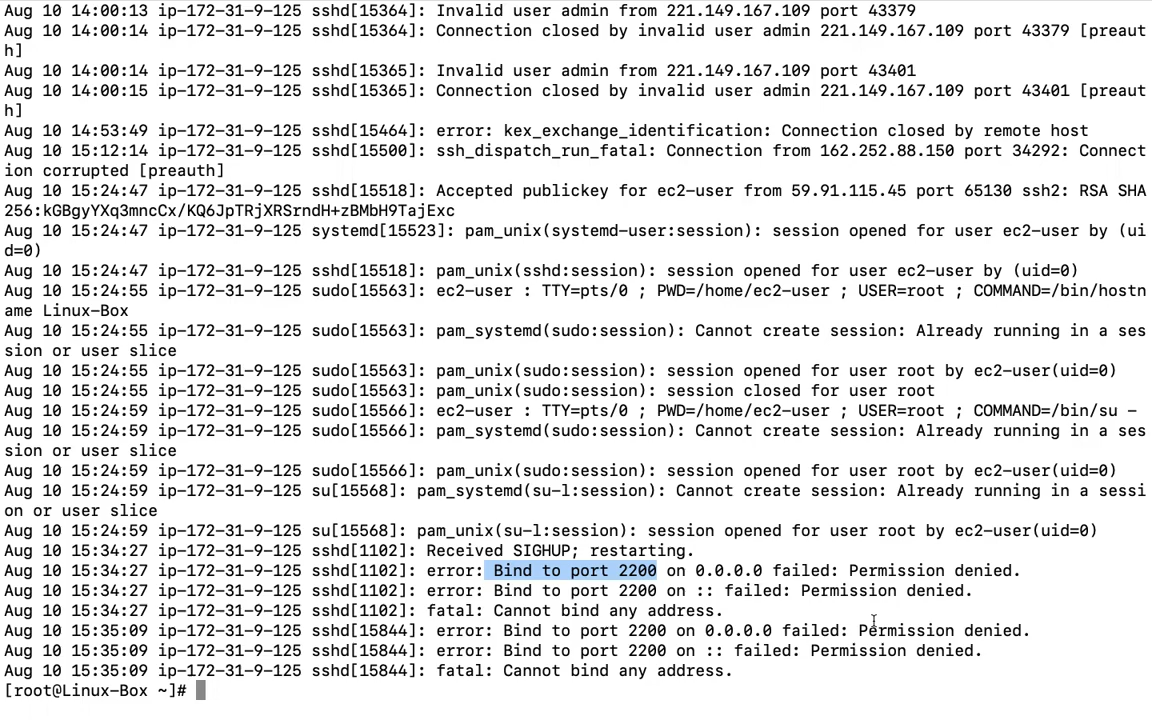 Aug 10 14:00:13 ip-172-31-9-125 sshd[15364]: Invalid user admin from 221.149.167.109 port 43379
Aug 10 14:00:14 ip-172-31-9-125 sshd[15364]: Connection closed by invalid user admin 221.149.167.109 port 43379 [preaut
h]
Aug 10 14:00:14 ip-172-31-9-125 sshd[15365]: Invalid user admin from 221.149.167.109 port 43401
Aug 10 14:00:15 ip-172-31-9-125 sshd[15365]: Connection closed by invalid user admin 221.149.167.109 port 43401 [preaut
h]
Aug 10 14:53:49 ip-172-31-9-125 sshd[15464]: error: kex_exchange_identification: Connection closed by remote host
Aug 10 15:12:14 ip-172-31-9-125 sshd[15500]: ssh_dispatch_run_fatal: Connection from 162.252.88.150 port 34292: Connect
ion corrupted [preauth]
Aug 10 15:24:47 ip-172-31-9-125 sshd[15518]: Accepted publickey for ec2-user from 59.91.115.45 port 65130 ssh2: RSA SHA
256:kGBgyYXq3mncCx/KQ6JpTRjXRSrndH+zBMbH9TajExc
Aug 10 15:24:47 ip-172-31-9-125 systemd[15523]: pam_unix(systemd-user:session): session opened for user ec2-user by (ui
d=0)
Aug 10 15:24:47 ip-172-31-9-125 sshd[15518]: pam_unix(sshd:session): session opened for user ec2-user by (uid=0)
Aug 10 15:24:55 ip-172-31-9-125 sudo[15563]: ec2-user : TTY=pts/0 ; PWD=/home/ec2-user ; USER=root ; COMMAND=/bin/hostn
ame Linux-Box
Aug 10 15:24:55 ip-172-31-9-125 sudo[15563]: pam_systemd(sudo:session): Cannot create session: Already running in a ses
sion or user slice
Aug 10 15:24:55 ip-172-31-9-125 sudo[15563]: pam_unix(sudo:session): session opened for user root by ec2-user(uid=0)
Aug 10 15:24:55 ip-172-31-9-125 sudo[15563]: pam_unix(sudo:session): session closed for user root
Aug 10 15:24:59 ip-172-31-9-125 sudo[15566]: ec2-user : TTY=pts/0 ; PWD=/home/ec2-user ; USER=root ; COMMAND=/bin/su -
Aug 10 15:24:59 ip-172-31-9-125 sudo[15566]: pam_systemd(sudo:session): Cannot create session: Already running in a ses
sion or user slice
Aug 10 15:24:59 ip-172-31-9-125 sudo[15566]: pam_unix(sudo:session): session opened for user root by ec2-user(uid=0)
Aug 10 15:24:59 ip-172-31-9-125 su[15568]: pam_systemd(su-l:session): Cannot create session: Already running in a sessi
on or user slice
Aug 10 15:24:59 ip-172-31-9-125 su[15568]: pam_unix(su-l:session): session opened for user root by ec2-user(uid=0)
Aug 10 15:34:27 ip-172-31-9-125 sshd[1102]: Received SIGHUP; restarting.
Aug 10 15:34:27 ip-172-31-9-125 sshd[1102]: error: Bind to port 2200 on 0.0.0.0 failed: Permission denied.
Aug 10 15:34:27 ip-172-31-9-125 sshd[1102]: error: Bind to port 2200 on :: failed: Permission denied.
Aug 10 15:34:27 ip-172-31-9-125 sshd[1102]: fatal: Cannot bind any address.
Aug 10 15:35:09 ip-172-31-9-125 sshd[15844]: error: Bind to port 2200 on 0.0.0.0 failed: Permission denied.
Aug 10 15:35:09 ip-172-31-9-125 sshd[15844]: error: Bind to port 2200 on :: failed: Permission denied.
Aug 10 15:35:09 ip-172-31-9-125 sshd[15844]: fatal: Cannot bind any address.
[root@Linux-Box ~]#